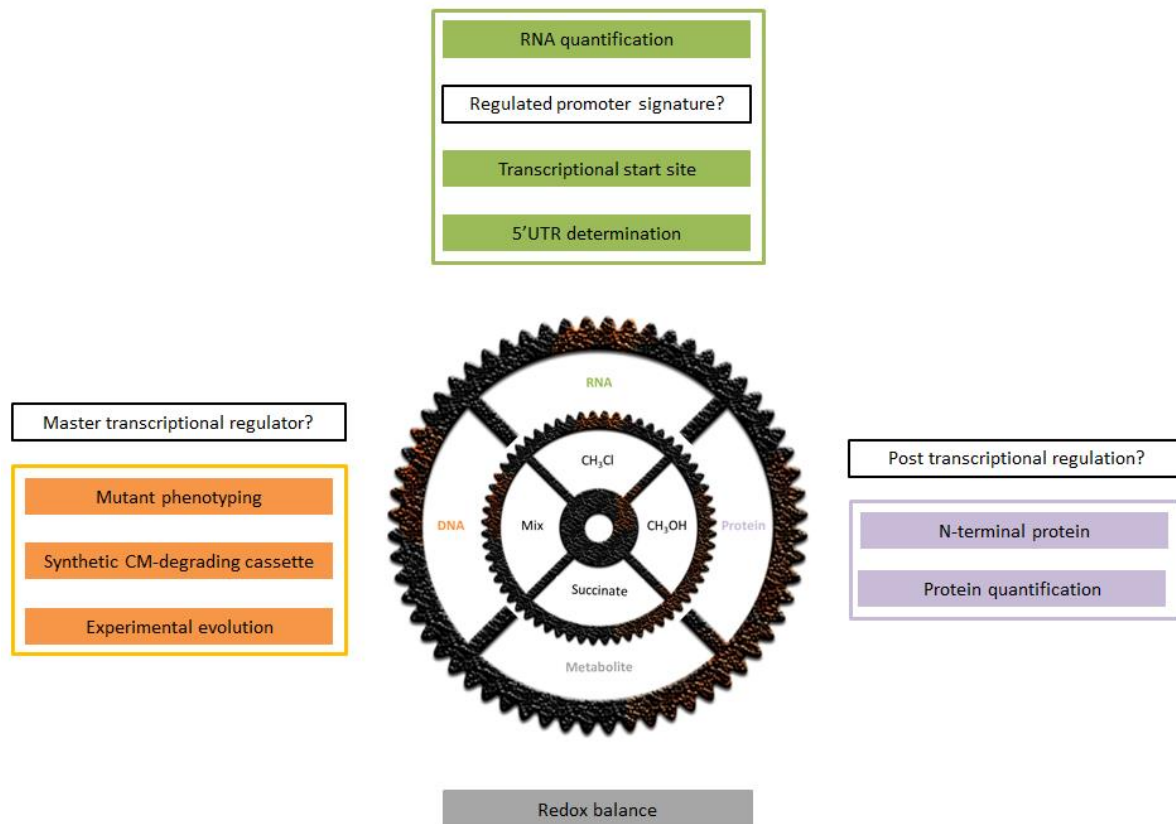 RNA quantification
Regulated promoter signature?
Transcriptional start site
5’UTR determination
RNA
Master transcriptional regulator?
CH₃Cl
Post transcriptional regulation?
Mutant phenotyping
DNA
Mix
CH₃OH
Protein
N-terminal protein
Synthetic CM-degrading cassette
Succinate
Protein quantification
Experimental evolution
Metabolite
Redox balance